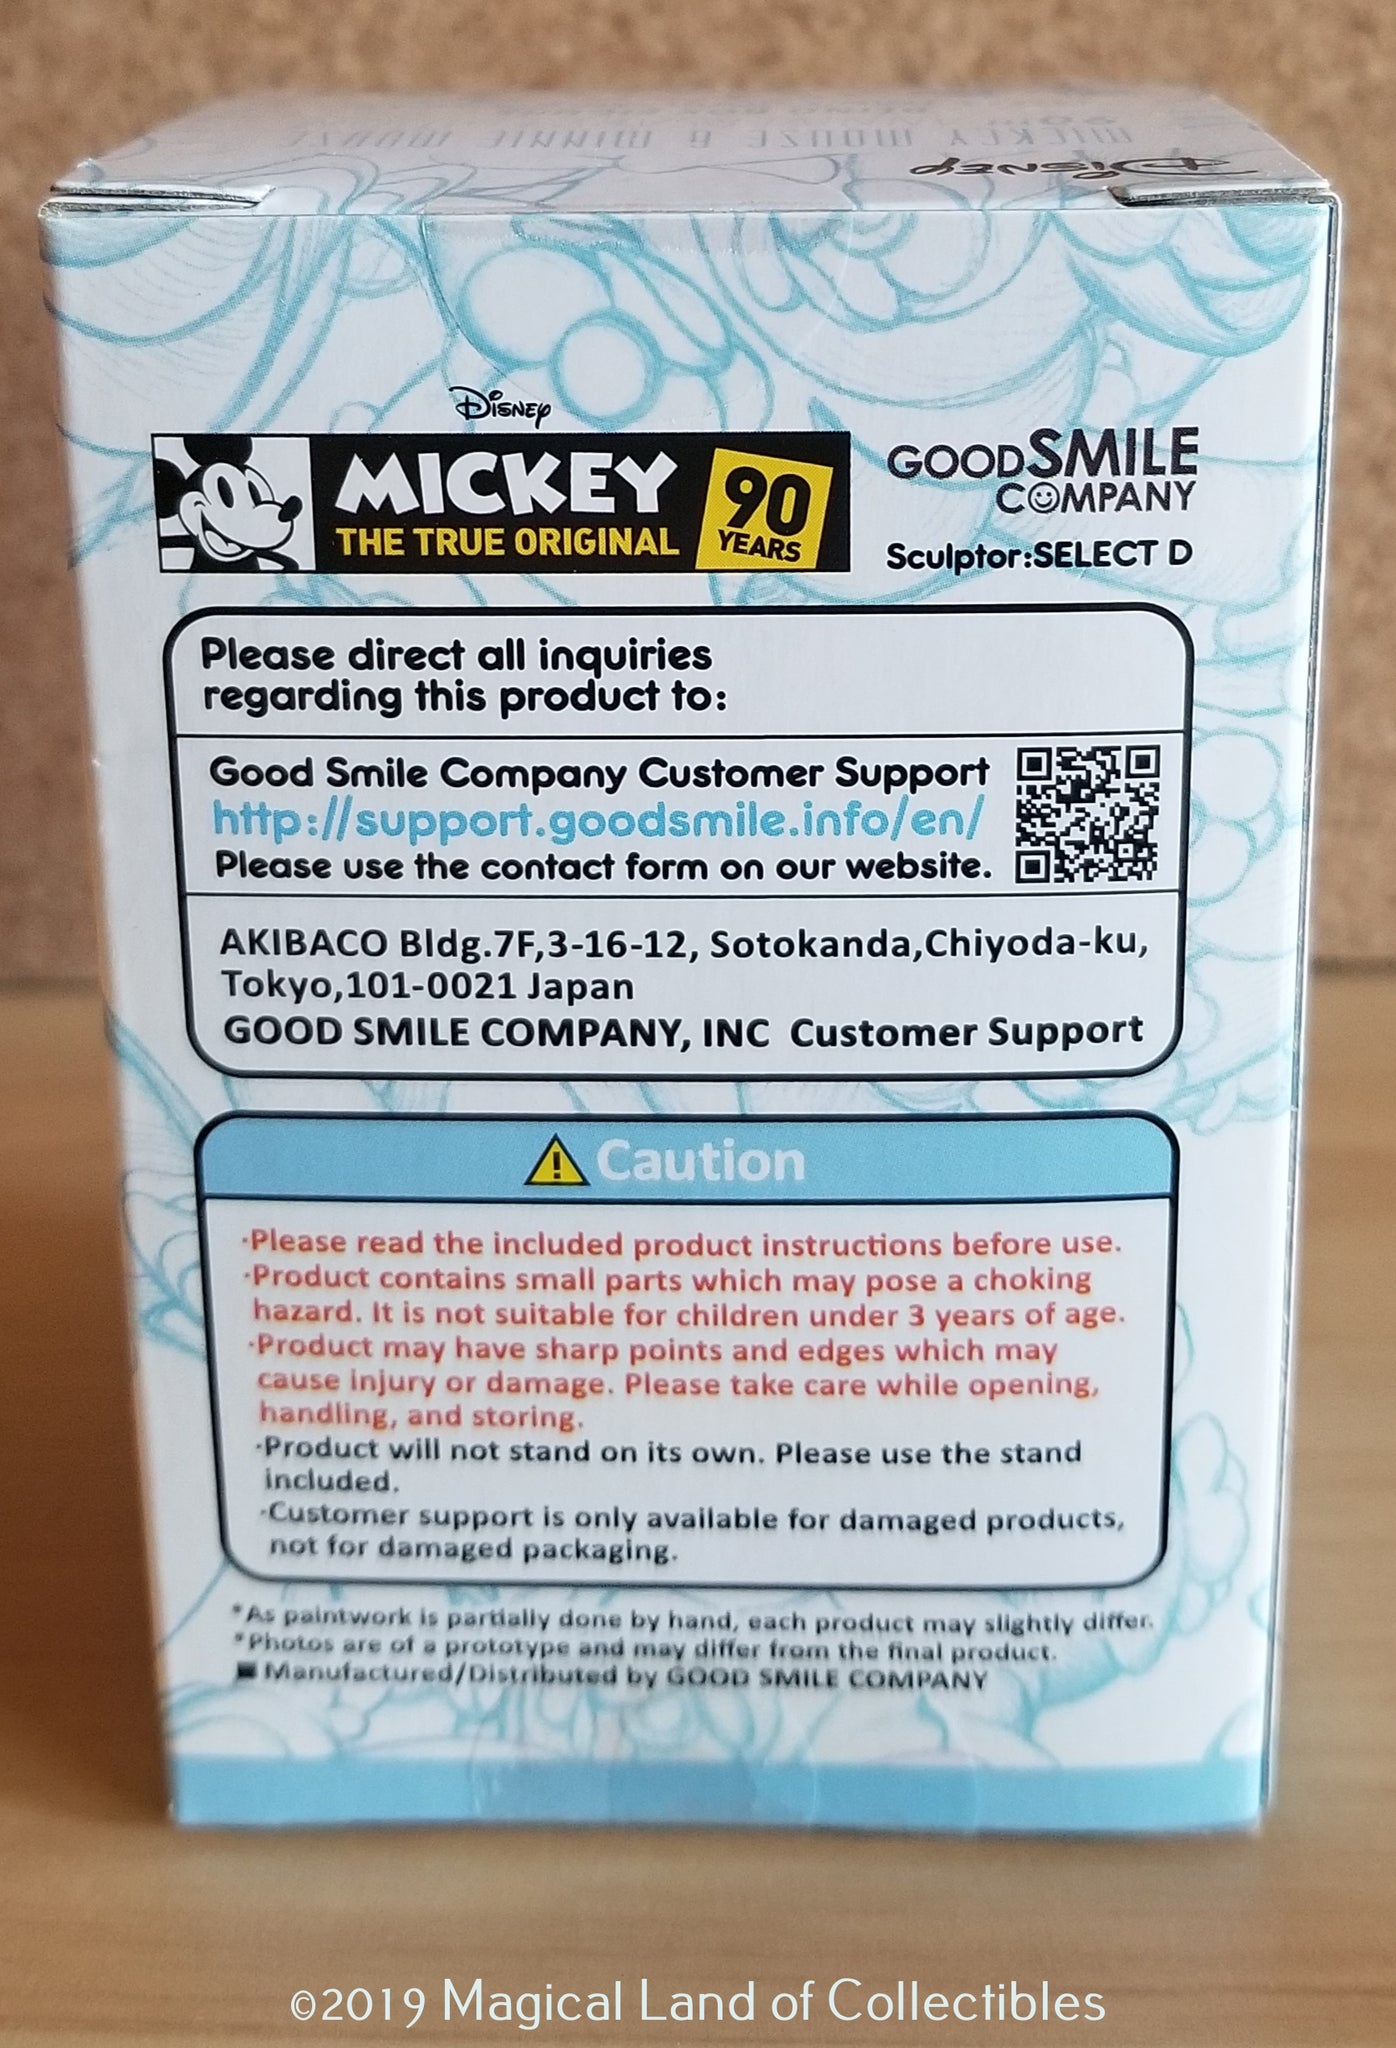 MICKEY MOUSE & MINNIE MOUSE
Disney
Disney
MICKEY
THE TRUE ORIGINAL
90
YEARS
GOODSMILE
COMPANY
Sculptor:SELECT D
Please direct all inquiries
regarding this product to:
Good Smile Company Customer Support
http://support.goodsmile.info/en/
Please use the contact form on our website.
AKIBACO Bldg.7F,3-16-12, Sotokanda,Chiyoda-ku,
Tokyo,101-0021 Japan
GOOD SMILE COMPANY, INC Customer Support
Caution
·Please read the included product instructions before use.
·Product contains small parts which may pose a choking
hazard. It is not suitable for children under 3 years of age.
·Product may have sharp points and edges which may
cause injury or damage. Please take care while opening,
handling, and storing.
·Product will not stand on its own. Please use the stand
included.
·Customer support is only available for damaged products,
not for damaged packaging.
*As paintwork is partially done by hand, each product may slightly differ.
*Photos are of a prototype and may differ from the final product.
■ Manufactured/Distributed by GOOD SMILE COMPANY
©2019 Magical Land of Collectibles